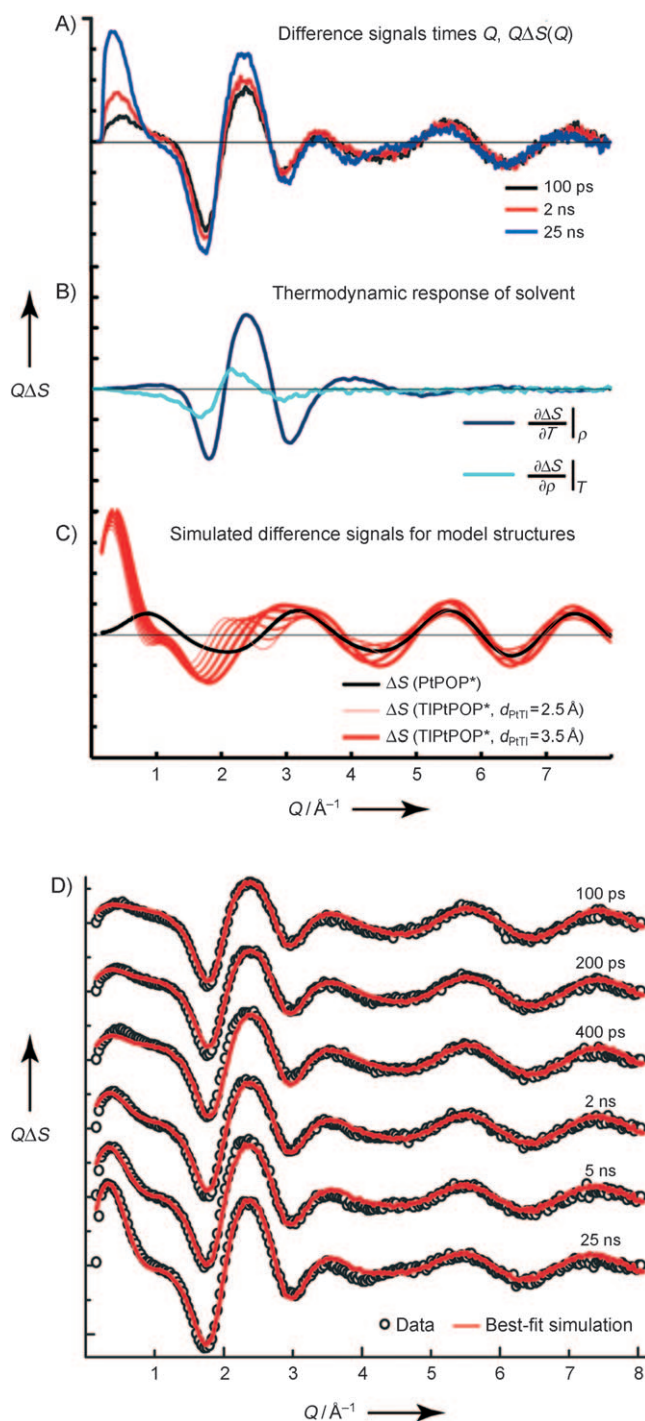 A)
Difference signals times Q, QΔS(Q)
100 ps
2 ns
25 ns
B)
Thermodynamic response of solvent
QΔS
∂ΔS/∂T |ρ
∂ΔS/∂ρ |T
C)
Simulated difference signals for model structures
ΔS (PtPOP*)
ΔS (TlPtPOP*, dPtTl=2.5 Å)
ΔS (TlPtPOP*, dPtTl=3.5 Å)
1 2 3 4 5 6 7
Q / Å–1
D)
100 ps
200 ps
400 ps
2 ns
QΔS
5 ns
25 ns
Data Best-fit simulation
1 2 3 4 5 6 7 8
Q / Å–1